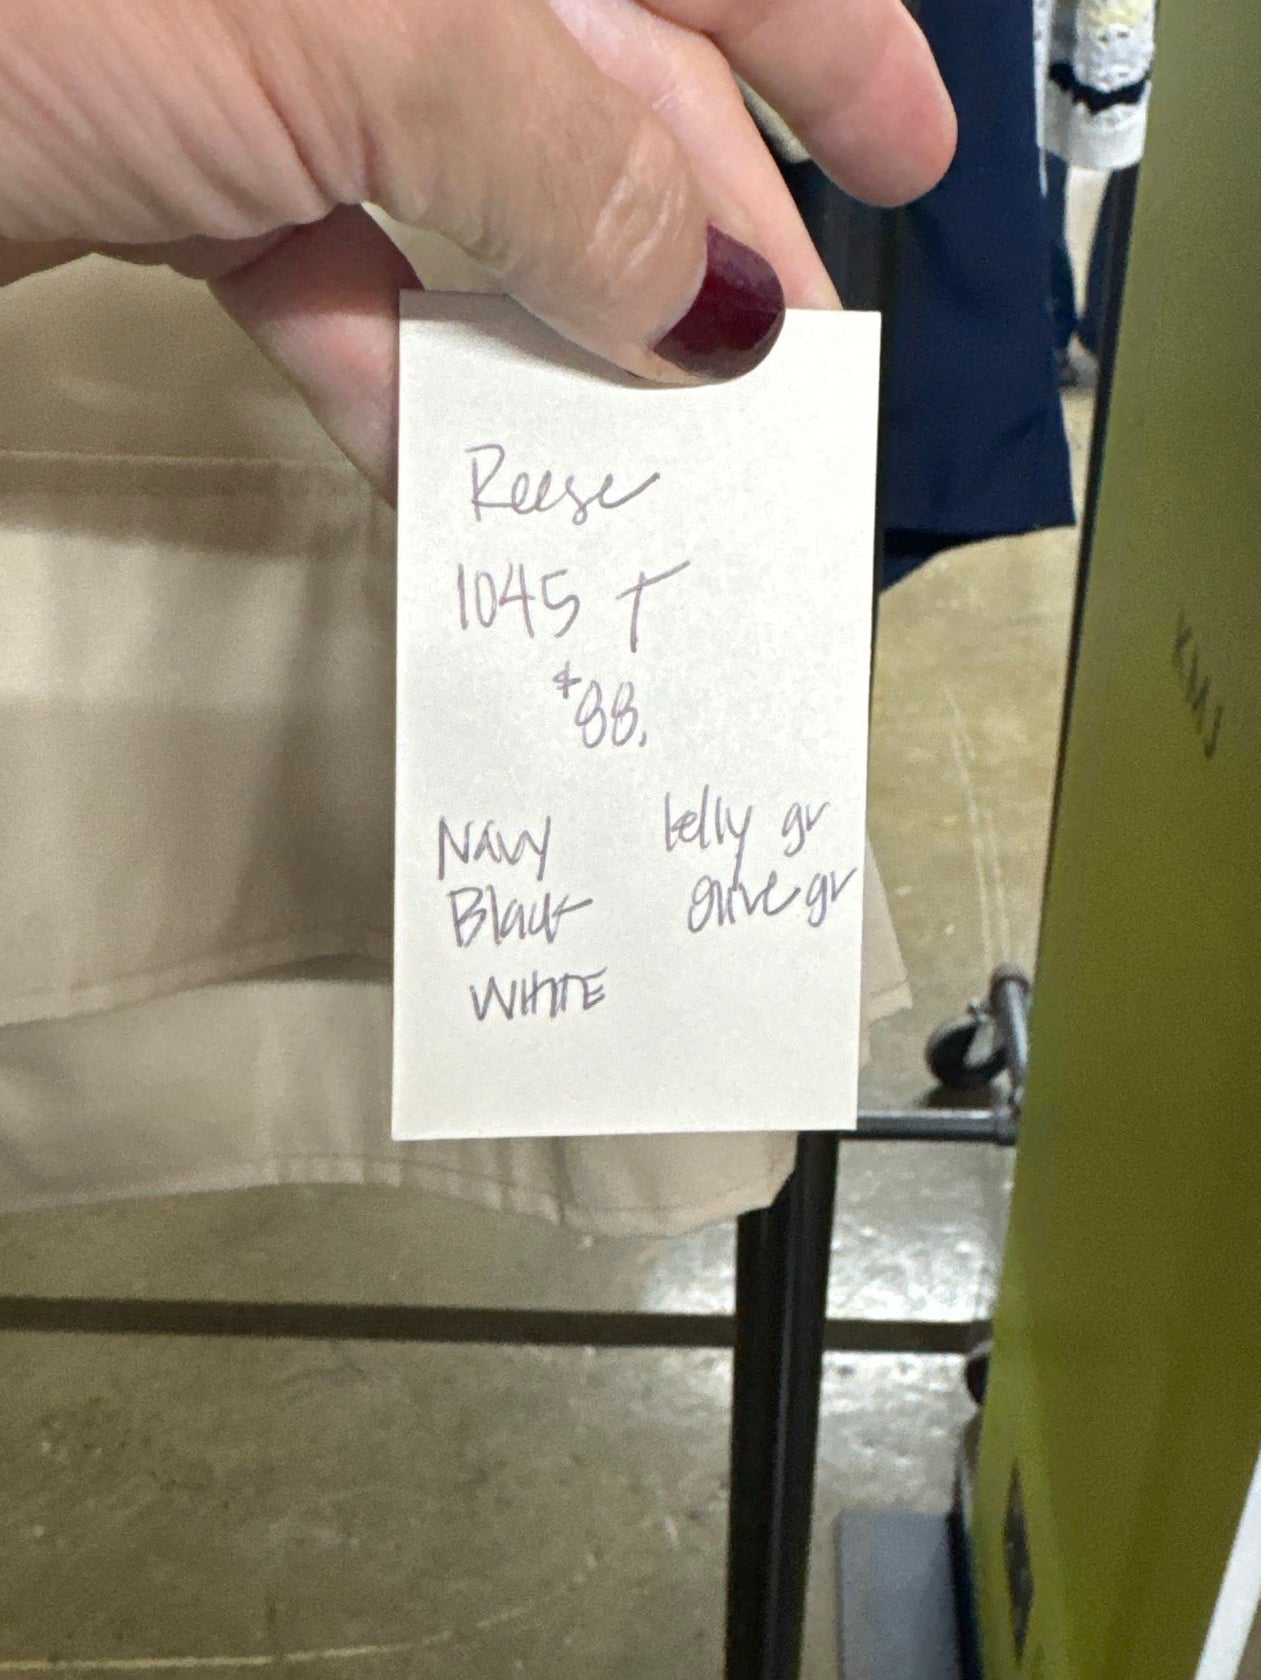 Reese
1045 T
$88.
Navy
Black
WHITE
kelly gr
olive gr